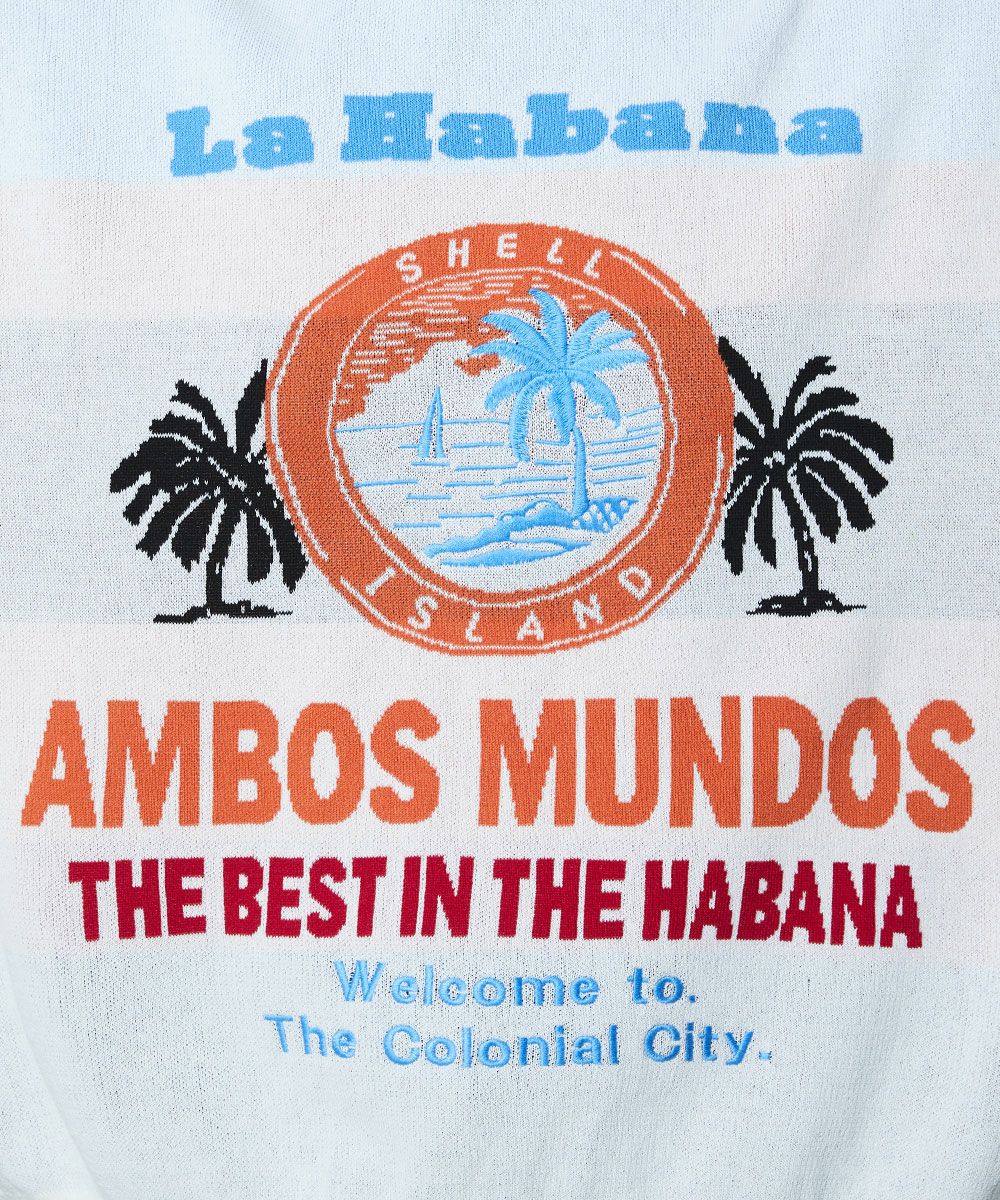 La Habana
SHELL
ISLAND
AMBOS MUNDOS
THE BEST IN THE HABANA
Welcome to.
The Colonial City.